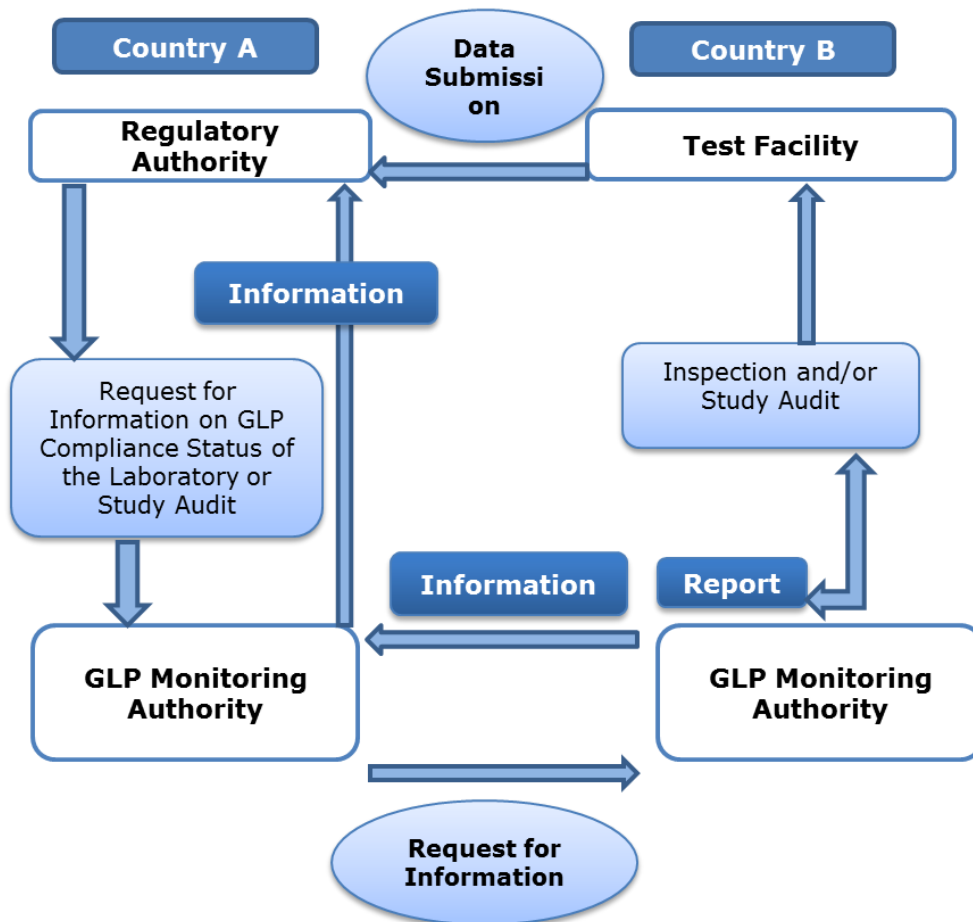 Country A
Data
Submissi
on
Country B
Regulatory
Authority
Test Facility
Information
Request for
Information on GLP
Compliance Status of
the Laboratory or
Study Audit
Inspection and/or
Study Audit
Information
Report
GLP Monitoring
Authority
GLP Monitoring
Authority
Request for
Information